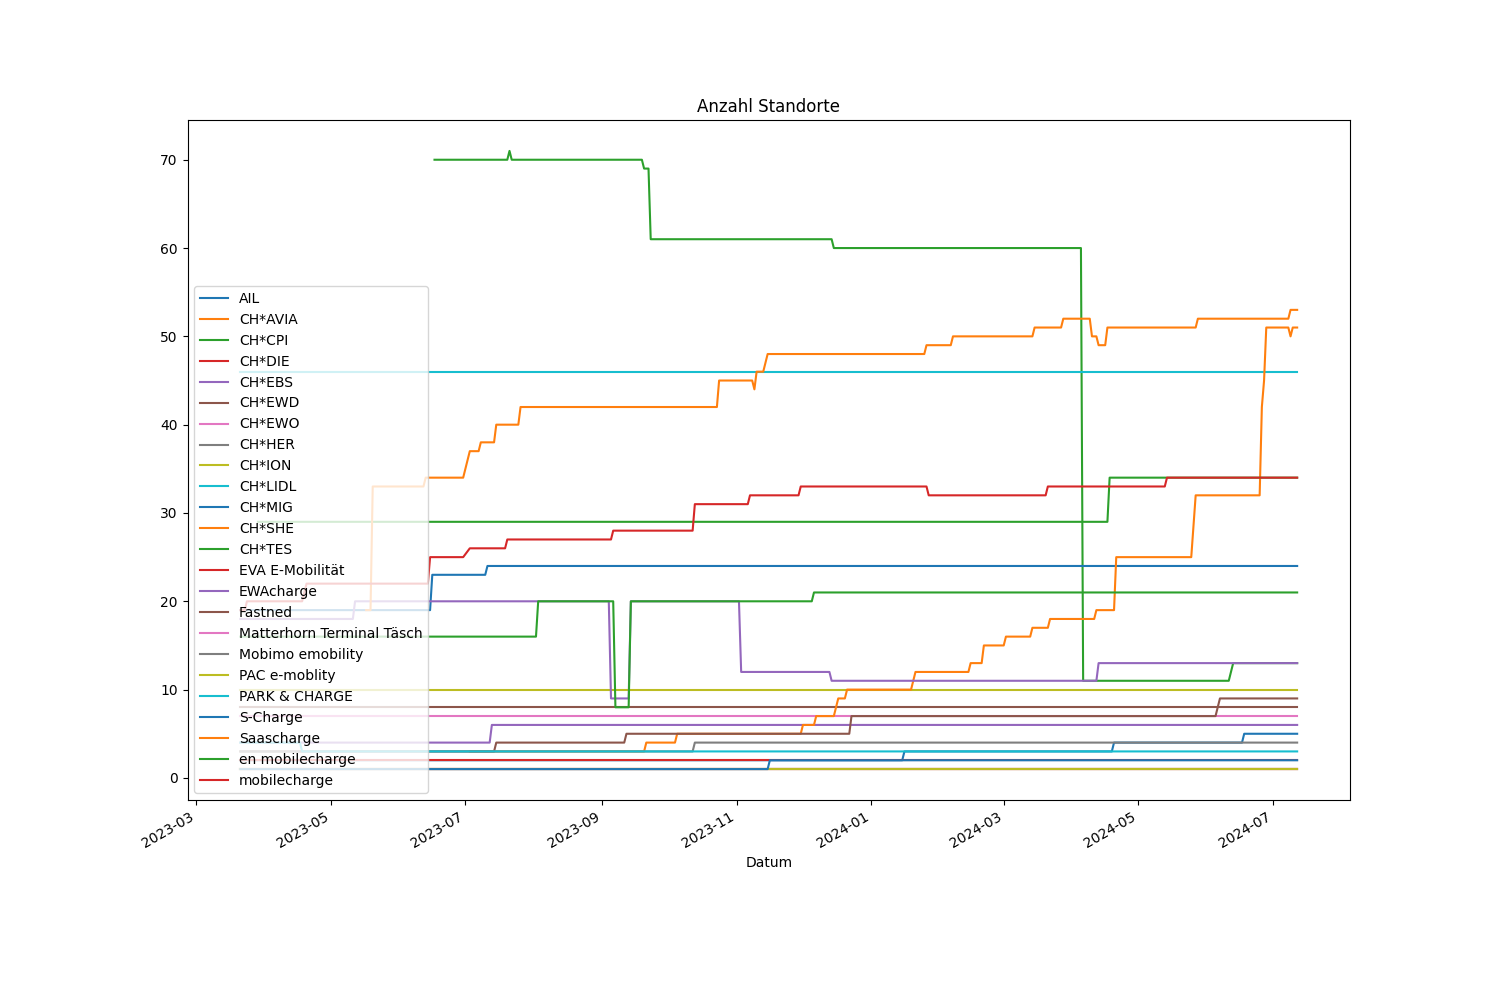 Anzahl Standorte
70
60
50
40
30
20
10
0
AIL
CH*AVIA
CH*CPI
CH*DIE
CH*EBS
CH*EWD
CH*EWO
CH*HER
CH*ION
CH*LIDL
CH*MIG
CH*SHE
CH*TES
EVA E-Mobilität
EWAcharge
Fastned
Matterhorn Terminal Täsch
Mobimo emobility
PAC e-moblity
PARK & CHARGE
S-Charge
Saascharge
en mobilecharge
mobilecharge
2023-03 2023-05 2023-07 2023-09 2023-11 2024-01 2024-03 2024-05 2024-07
Datum